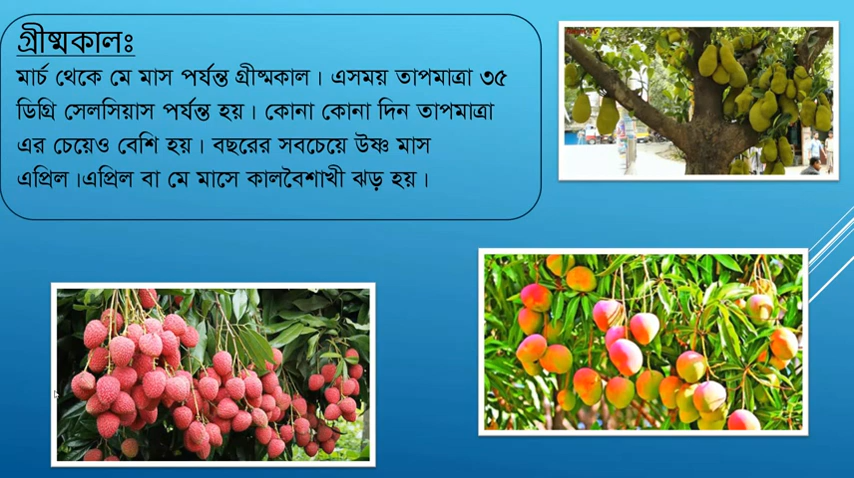 গ্রীষ্মকালঃ
মার্চ থেকে মে মাস পর্যন্ত গ্রীষ্মকাল। এসময় তাপমাত্রা ৩৫
ডিগ্রি সেলসিয়াস পর্যন্ত হয়। কোনা কোনা দিন তাপমাত্রা
এর চেয়েও বেশি হয়। বছরের সবচেয়ে উষ্ণ মাস
এপ্রিল।এপ্রিল বা মে মাসে কালবৈশাখী ঝড় হয়।